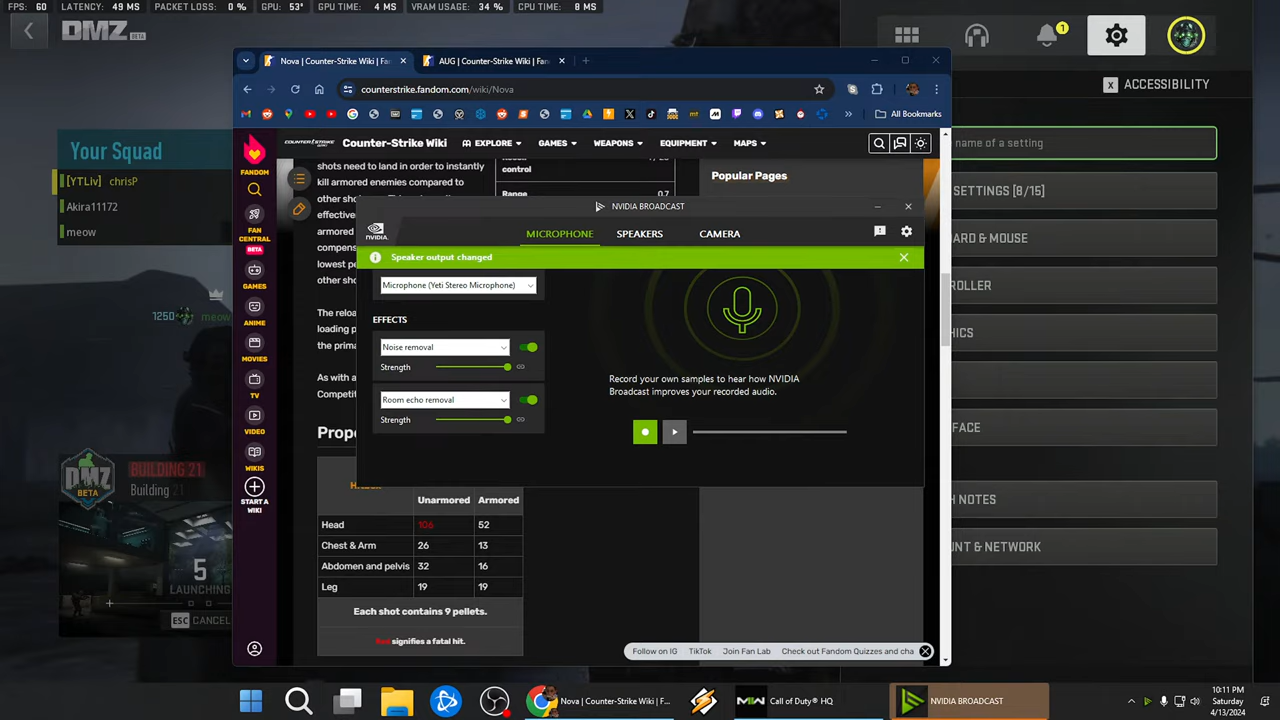 FPS: 60 LATENCY: 49 MS PACKET LOSS: 0 % GPU: 53° GPU TIME: 4 MS VRAM USAGE: 34 % CPU TIME: 8 MS
DMZ BETA
1
X ACCESSIBILITY
Your Squad
[YTLiv] chrisP
Akira11172
meow
1250 meow
DMZ
BETA
BUILDING 21
Building 21
5
LAUNCHING
ESC CANCEL
Nova | Counter-Strike Wiki | Fa
AUG | Counter-Strike Wiki | Fan
counterstrike.fandom.com/wiki/Nova
All Bookmarks
FANDOM
FAN
CENTRAL
BETA
GAMES
ANIME
MOVIES
TV
VIDEO
WIKIS
START A
WIKI
COUNTER STRIKE
Counter-Strike Wiki
EXPLORE
GAMES
WEAPONS
EQUIPMENT
MAPS
shots need to land in order to instantly
kill armored enemies compared to
other sho
effective
armored
compens
lowest pe
other sho
The reloa
loading p
the prima
As with a
Competit
control
Range 0.7
Popular Pages
Prope
Unarmored Armored
Head 106 52
Chest & Arm 26 13
Abdomen and pelvis 32 16
Leg 19 19
Each shot contains 9 pellets.
Red signifies a fatal hit.
Follow on IG TikTok Join Fan Lab Check out Fandom Quizzes and cha
NVIDIA BROADCAST
NVIDIA
MICROPHONE SPEAKERS CAMERA
Speaker output changed
Microphone (Yeti Stereo Microphone)
EFFECTS
Noise removal
Strength
Room echo removal
Strength
Record your own samples to hear how NVIDIA
Broadcast improves your recorded audio.
name of a setting
SETTINGS [8/15]
ARD & MOUSE
ROLLER
HICS
FACE
H NOTES
UNT & NETWORK
Nova | Counter-Strike Wiki | F...
Call of Duty® HQ
NVIDIA BROADCAST
10:11 PM
Saturday
4/13/2024